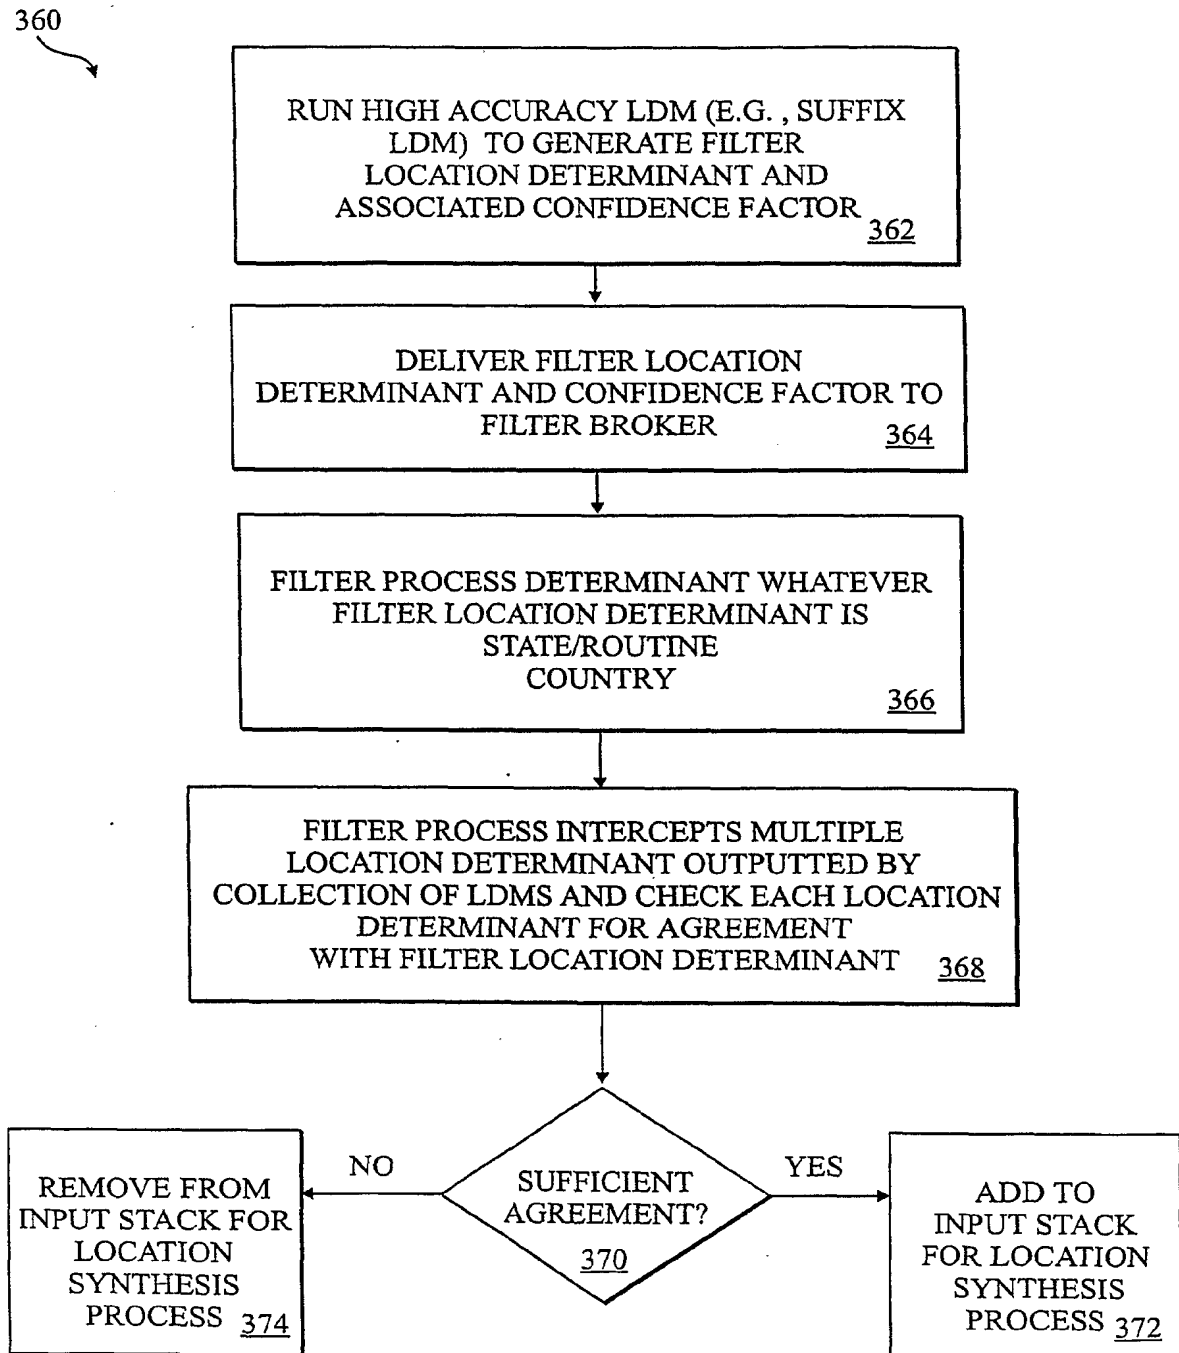 360
RUN HIGH ACCURACY LDM (E.G. , SUFFIX
LDM) TO GENERATE FILTER
LOCATION DETERMINANT AND
ASSOCIATED CONFIDENCE FACTOR
362
DELIVER FILTER LOCATION
DETERMINANT AND CONFIDENCE FACTOR TO
FILTER BROKER
364
FILTER PROCESS DETERMINANT WHATEVER
FILTER LOCATION DETERMINANT IS
STATE/ROUTINE
COUNTRY
366
FILTER PROCESS INTERCEPTS MULTIPLE
LOCATION DETERMINANT OUTPUTTED BY
COLLECTION OF LDMS AND CHECK EACH LOCATION
DETERMINANT FOR AGREEMENT
WITH FILTER LOCATION DETERMINANT
368
NO
SUFFICIENT
AGREEMENT?
370
YES
REMOVE FROM
INPUT STACK FOR
LOCATION
SYNTHESIS
PROCESS
374
ADD TO
INPUT STACK
FOR LOCATION
SYNTHESIS
PROCESS
372